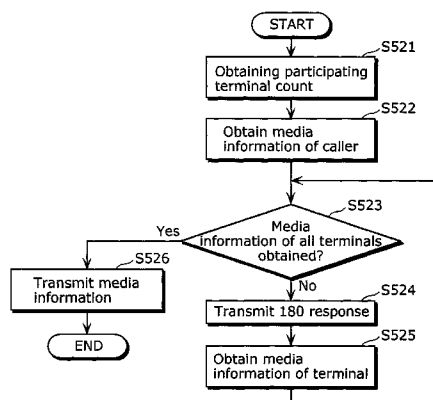 START
S521
Obtaining participating
terminal count
S522
Obtain media
information of caller
S523
Media
information of all terminals
obtained?
Yes
No
S526
Transmit media
information
END
S524
Transmit 180 response
S525
Obtain media
information of terminal